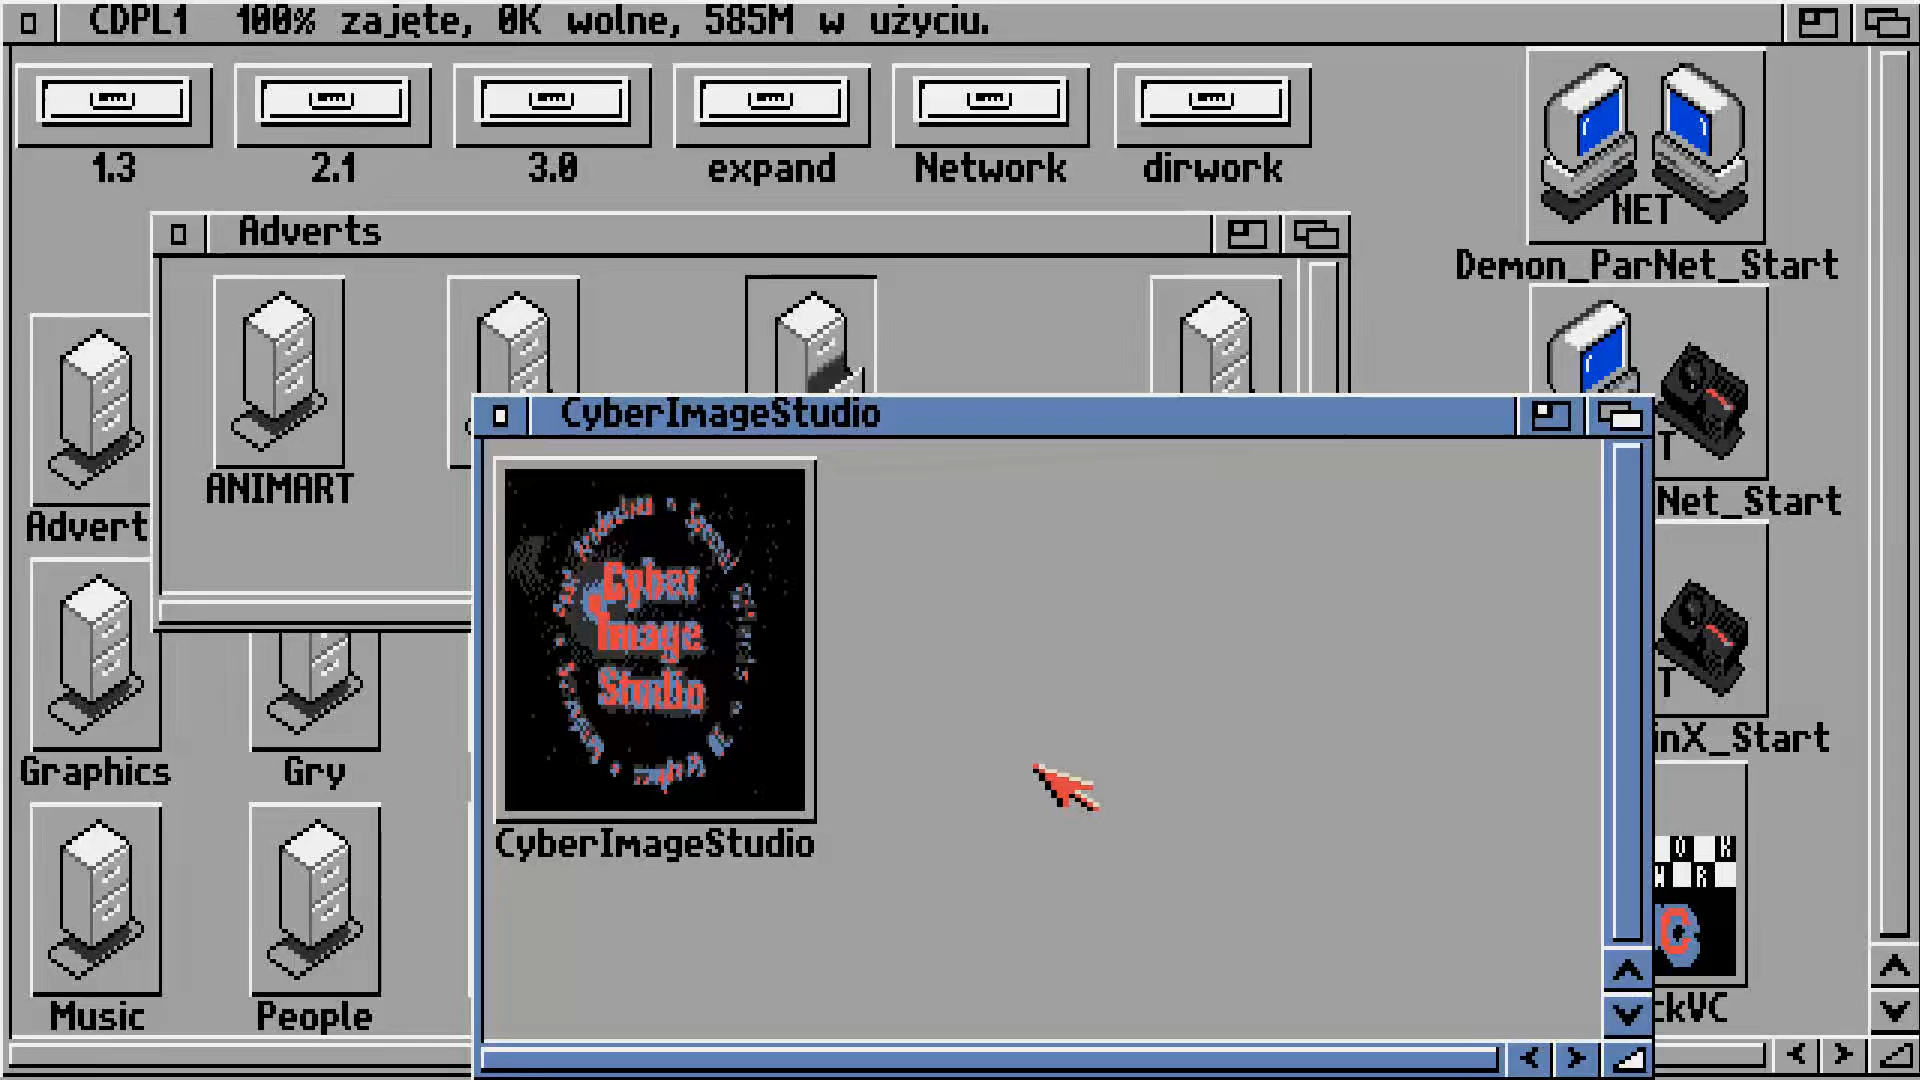 CDPL1 100% zajęte, 0K wolne, 585M w użyciu.
1.3 2.1 3.0 expand Network dirwork
NET
Demon_ParNet_Start
Adverts
ANIMART
Advert
T
Net_Start
CyberImageStudio
Cyber
Image
Studio
CyberImageStudio
T
inX_Start
Graphics Gry
C
ckVC
Music People